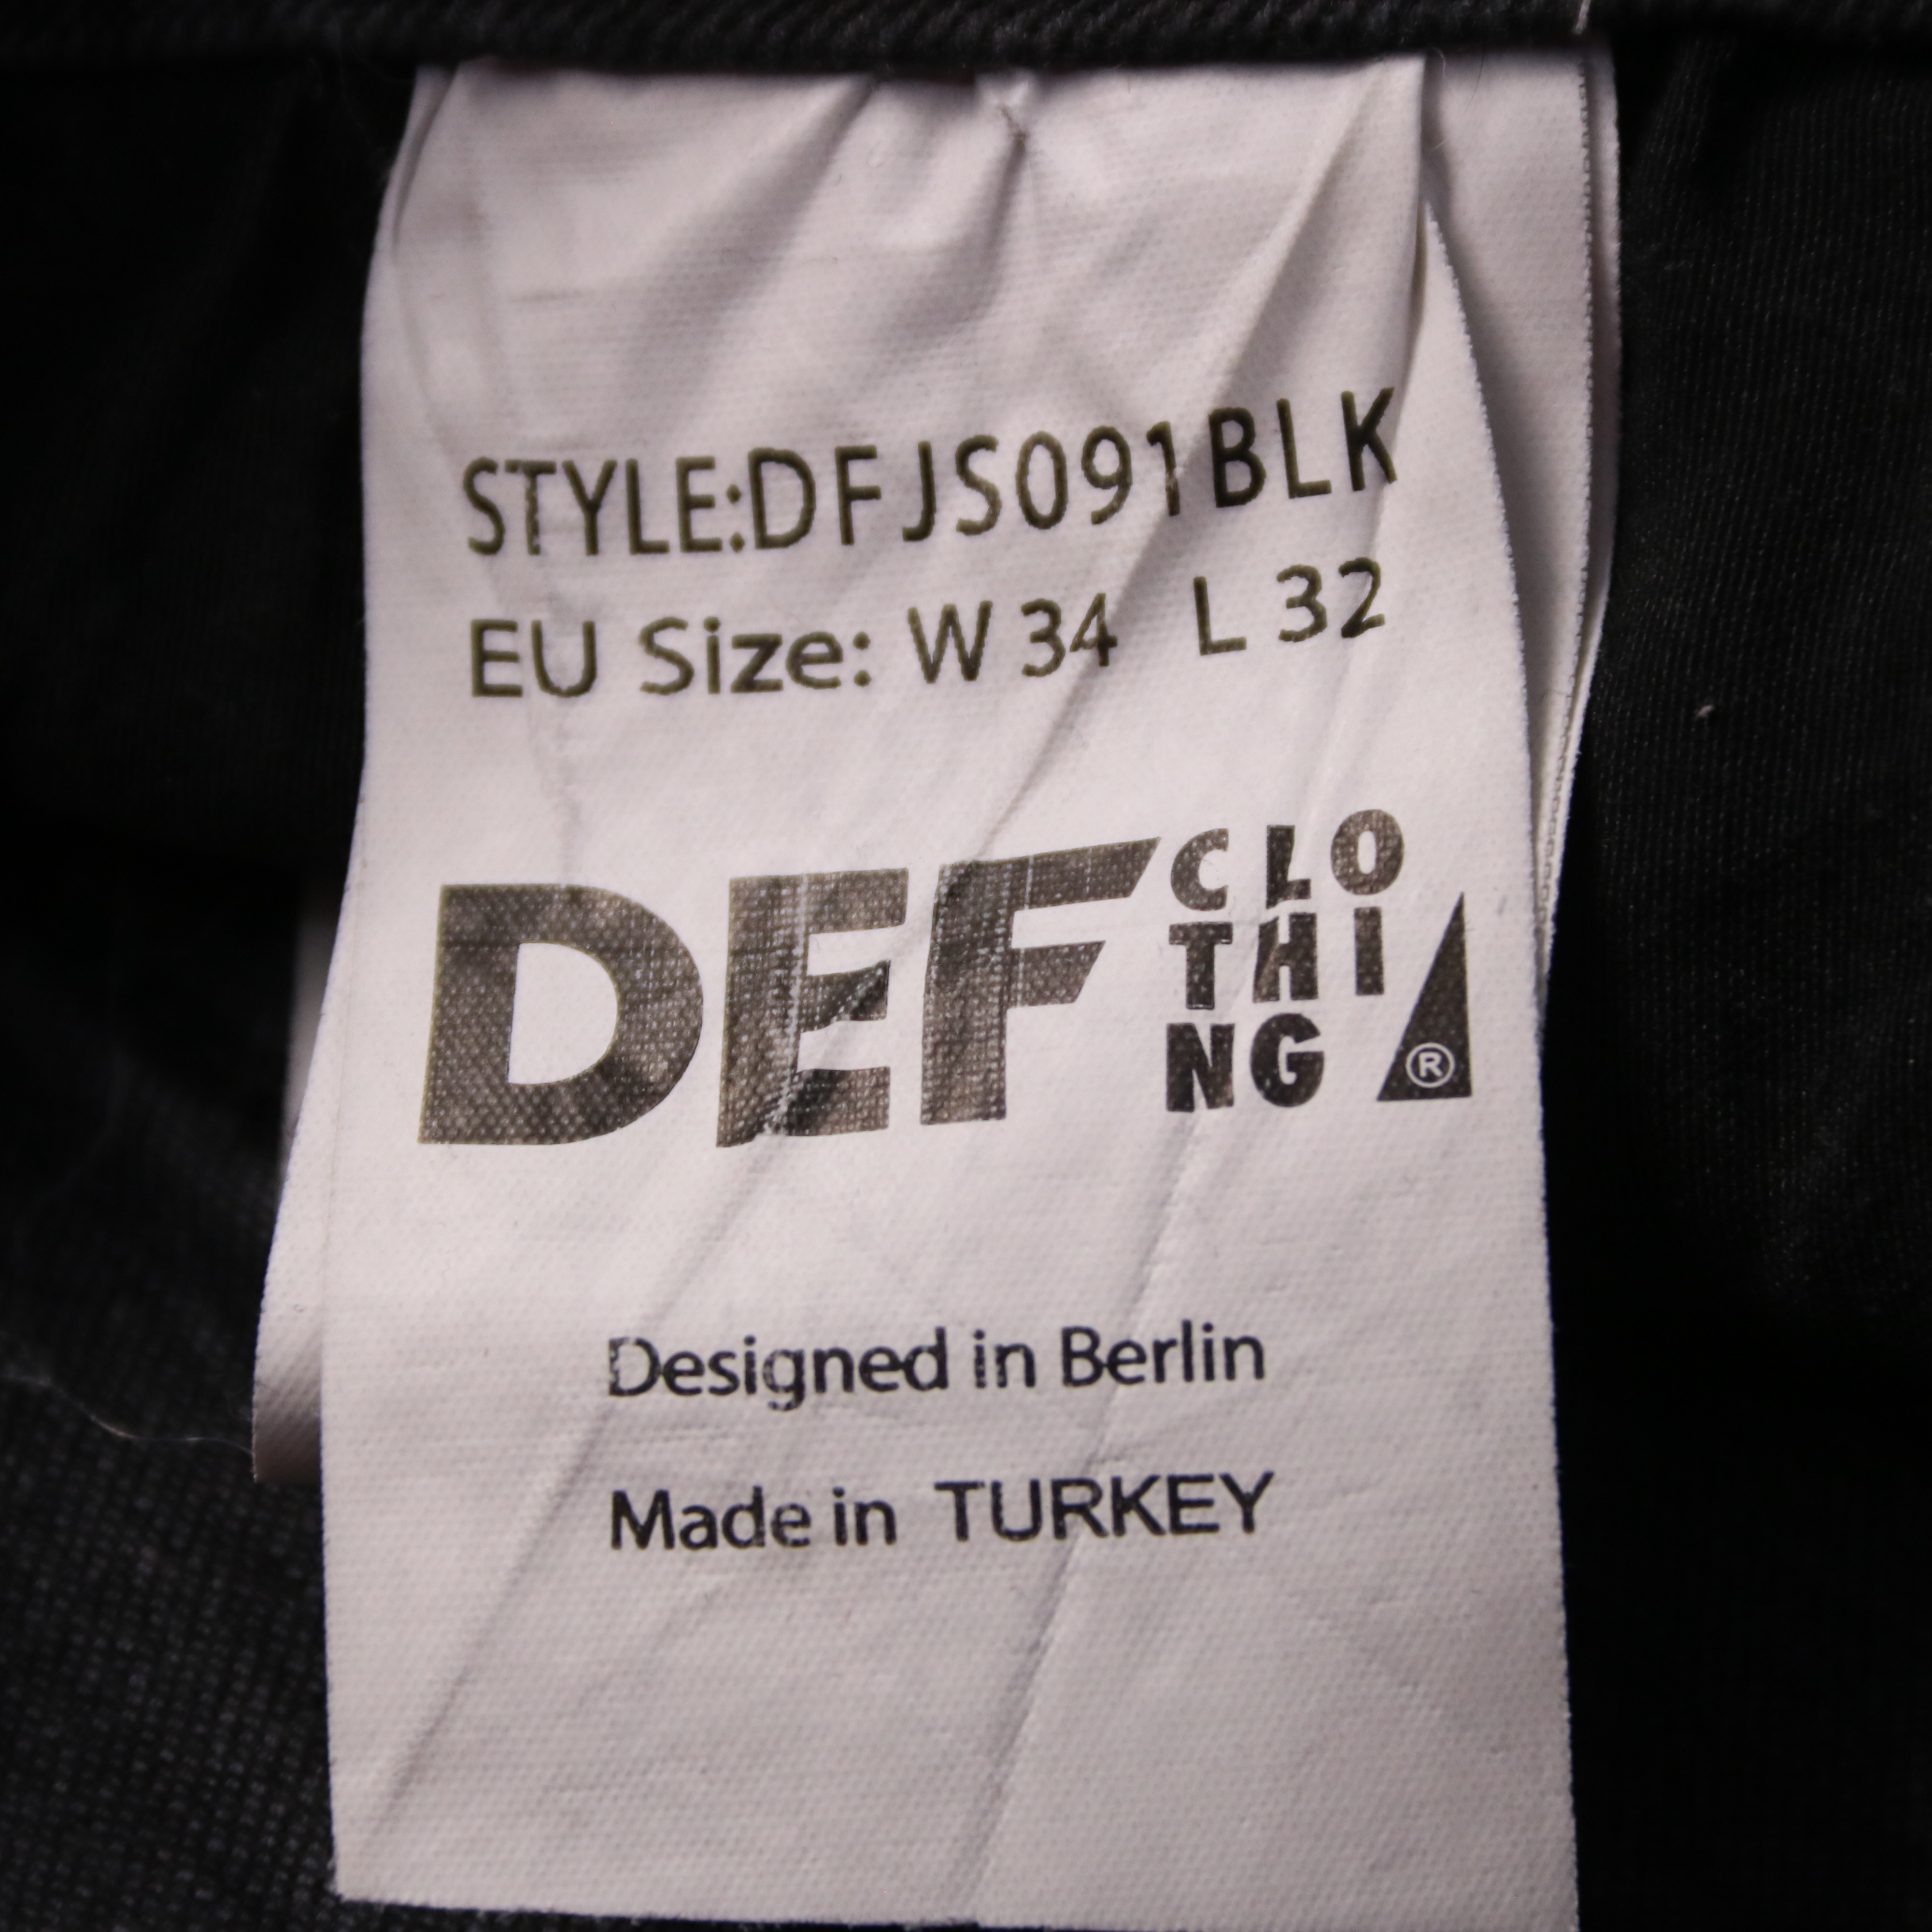 STYLE:DFJS091BLK
EU Size: W 34 L 32
DEF
CLO
THI
NG
®
Designed in Berlin
Made in TURKEY